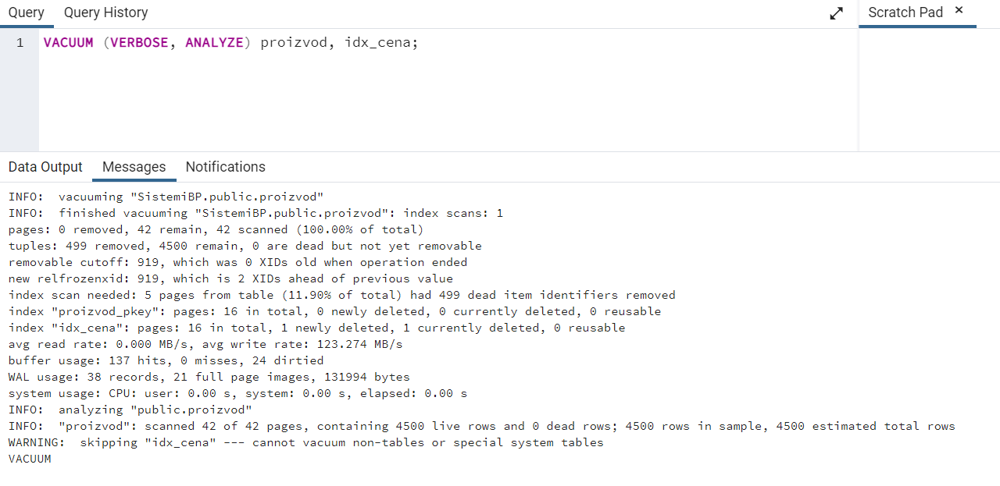 Query Query History Scratch Pad ×
1 VACUUM (VERBOSE, ANALYZE) proizvod, idx_cena;
Data Output Messages Notifications
INFO:  vacuuming "SistemiBP.public.proizvod"
INFO:  finished vacuuming "SistemiBP.public.proizvod": index scans: 1
pages: 0 removed, 42 remain, 42 scanned (100.00% of total)
tuples: 499 removed, 4500 remain, 0 are dead but not yet removable
removable cutoff: 919, which was 0 XIDs old when operation ended
new relfrozenxid: 919, which is 2 XIDs ahead of previous value
index scan needed: 5 pages from table (11.90% of total) had 499 dead item identifiers removed
index "proizvod_pkey": pages: 16 in total, 0 newly deleted, 0 currently deleted, 0 reusable
index "idx_cena": pages: 16 in total, 1 newly deleted, 1 currently deleted, 0 reusable
avg read rate: 0.000 MB/s, avg write rate: 123.274 MB/s
buffer usage: 137 hits, 0 misses, 24 dirtied
WAL usage: 38 records, 21 full page images, 131994 bytes
system usage: CPU: user: 0.00 s, system: 0.00 s, elapsed: 0.00 s
INFO:  analyzing "public.proizvod"
INFO:  "proizvod": scanned 42 of 42 pages, containing 4500 live rows and 0 dead rows; 4500 rows in sample, 4500 estimated total rows
WARNING:  skipping "idx_cena" --- cannot vacuum non-tables or special system tables
VACUUM